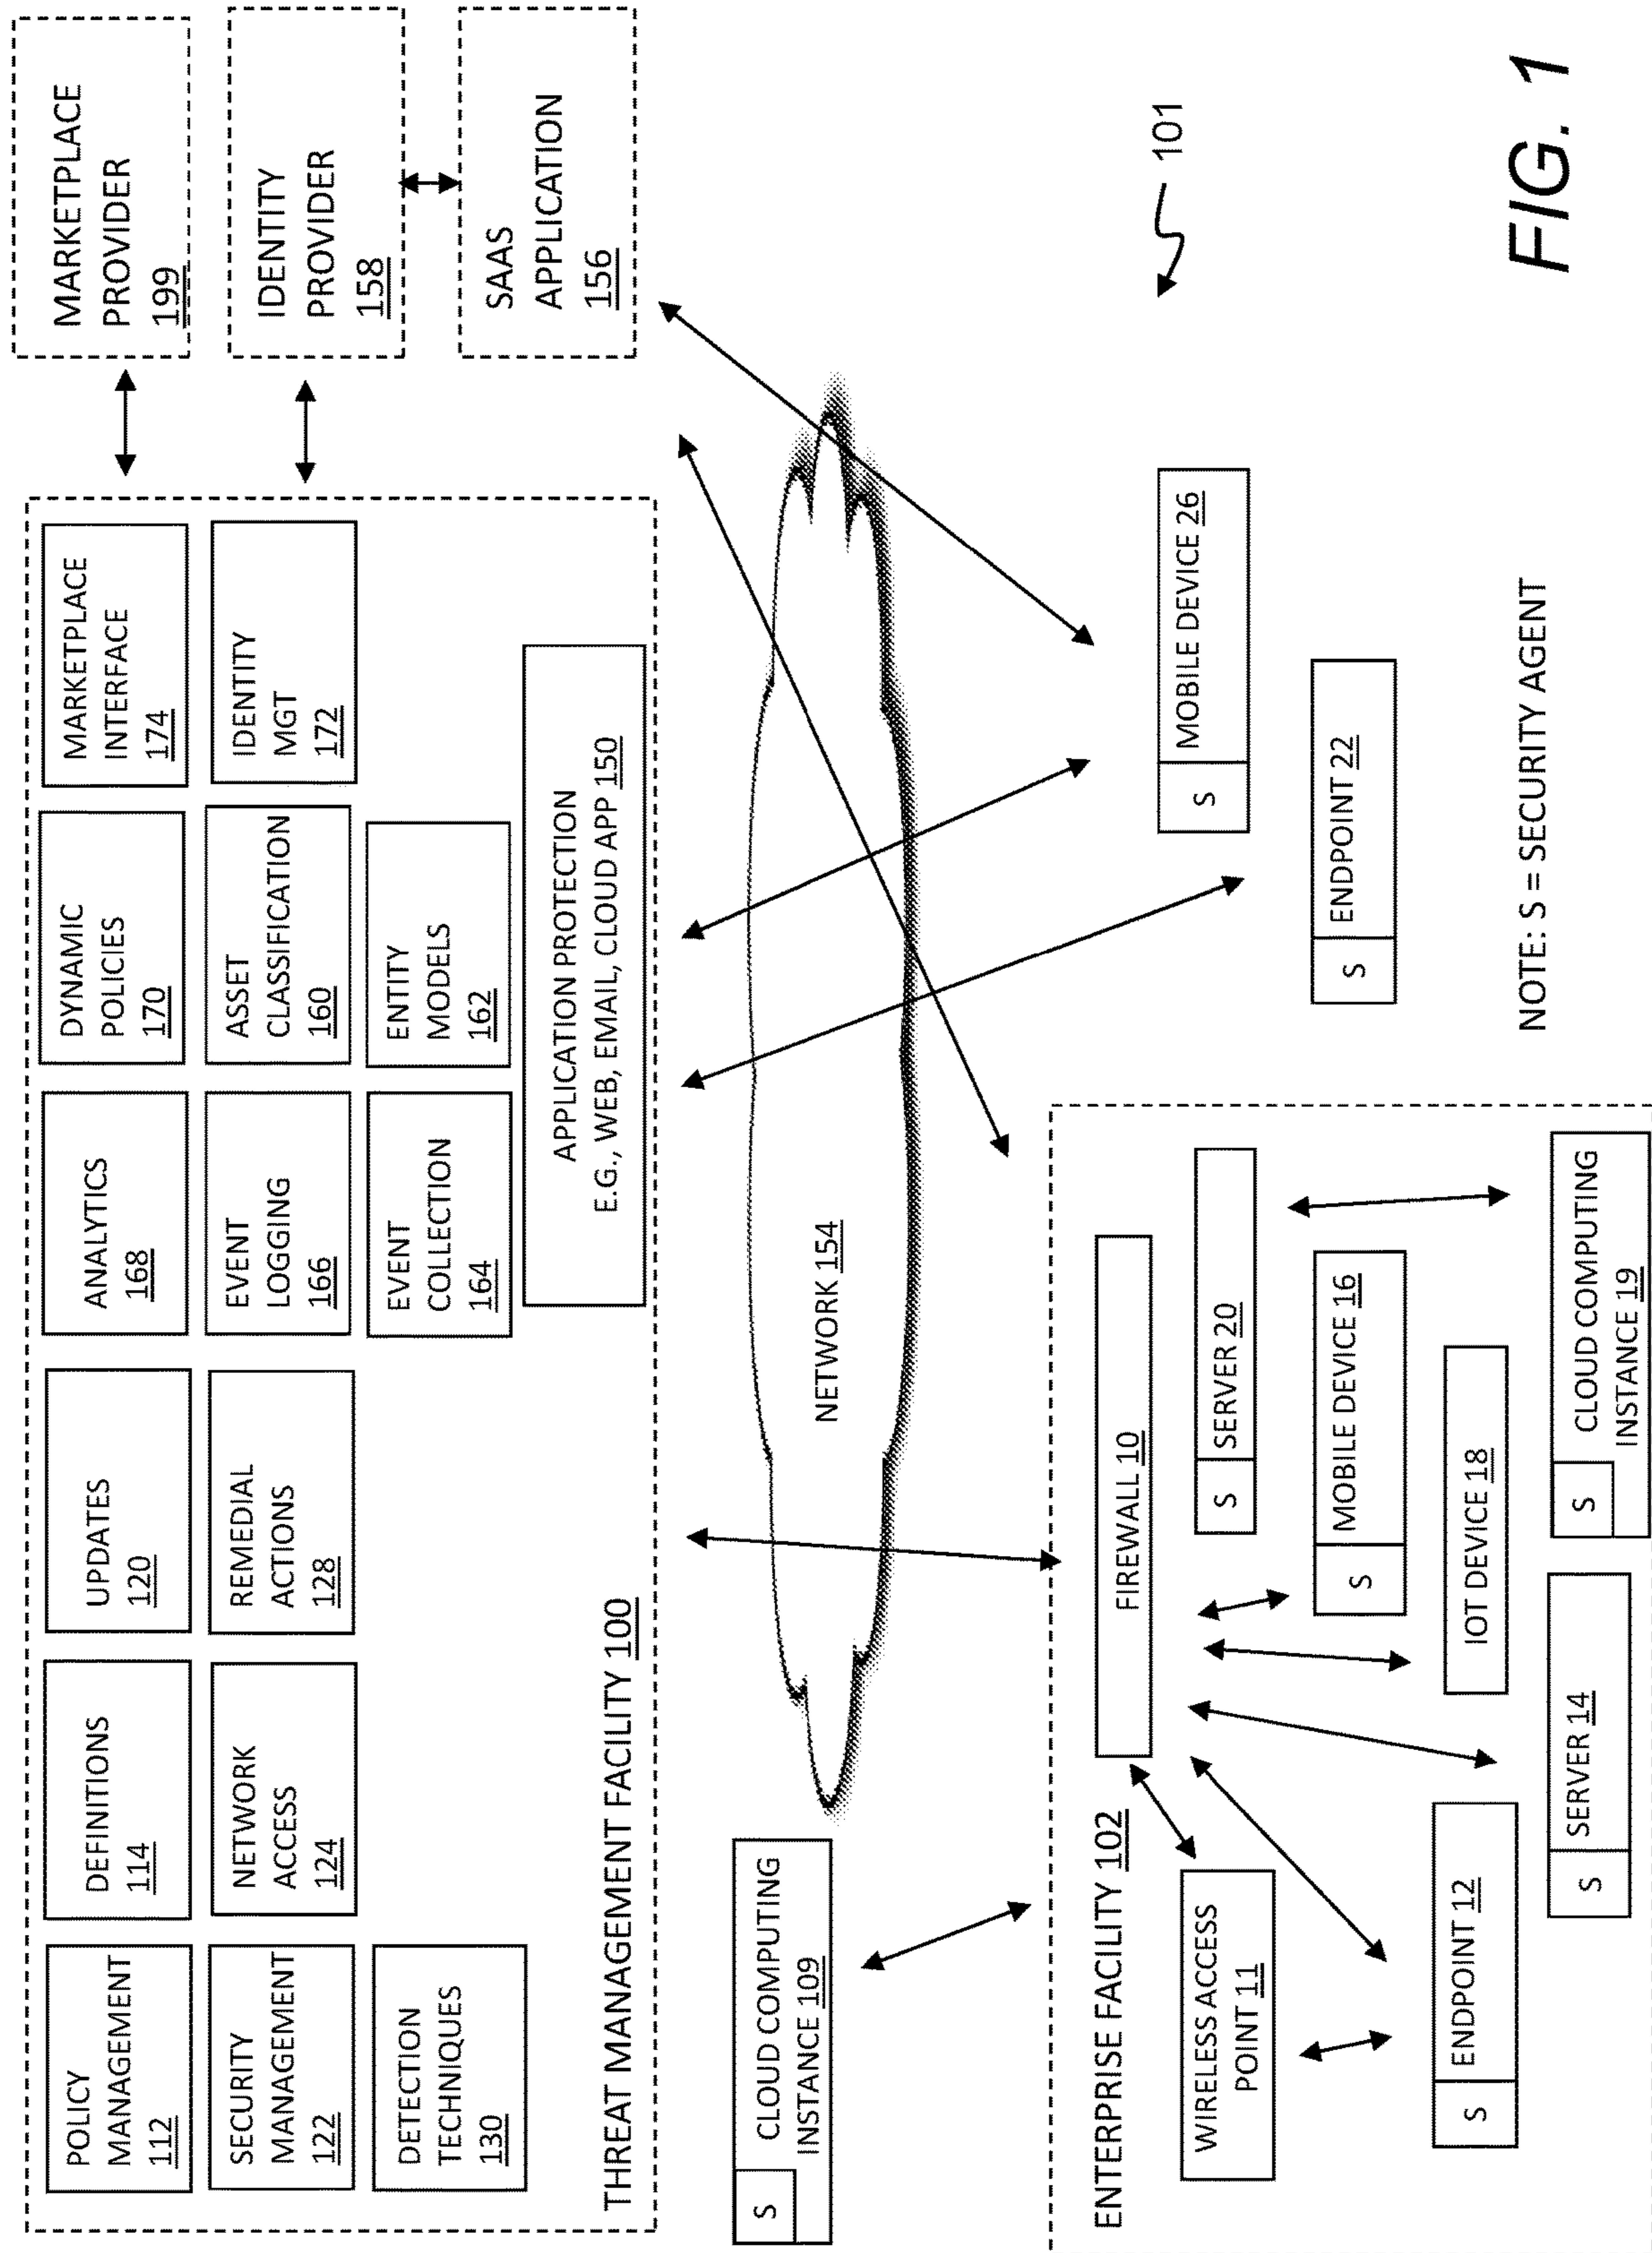 POLICY
MANAGEMENT
112
DEFINITIONS
114
UPDATES
120
ANALYTICS
168
DYNAMIC
POLICIES
170
MARKETPLACE
INTERFACE
174
MARKETPLACE
PROVIDER
199
SECURITY
MANAGEMENT
122
NETWORK
ACCESS
124
REMEDIAL
ACTIONS
128
EVENT
LOGGING
166
ASSET
CLASSIFICATION
160
IDENTITY
MGT
172
IDENTITY
PROVIDER
158
DETECTION
TECHNIQUES
130
EVENT
COLLECTION
164
ENTITY
MODELS
162
SAAS
APPLICATION
156
APPLICATION PROTECTION
E.G., WEB, EMAIL, CLOUD APP 150
THREAT MANAGEMENT FACILITY 100
S
CLOUD COMPUTING
INSTANCE 109
NETWORK 154
101
ENTERPRISE FACILITY 102
FIREWALL 10
WIRELESS ACCESS
POINT 11
S
SERVER 20
S
MOBILE DEVICE 26
S
MOBILE DEVICE 16
S
ENDPOINT 22
S
ENDPOINT 12
IOT DEVICE 18
S
SERVER 14
S
CLOUD COMPUTING
INSTANCE 19
NOTE: S = SECURITY AGENT
FIG. 1